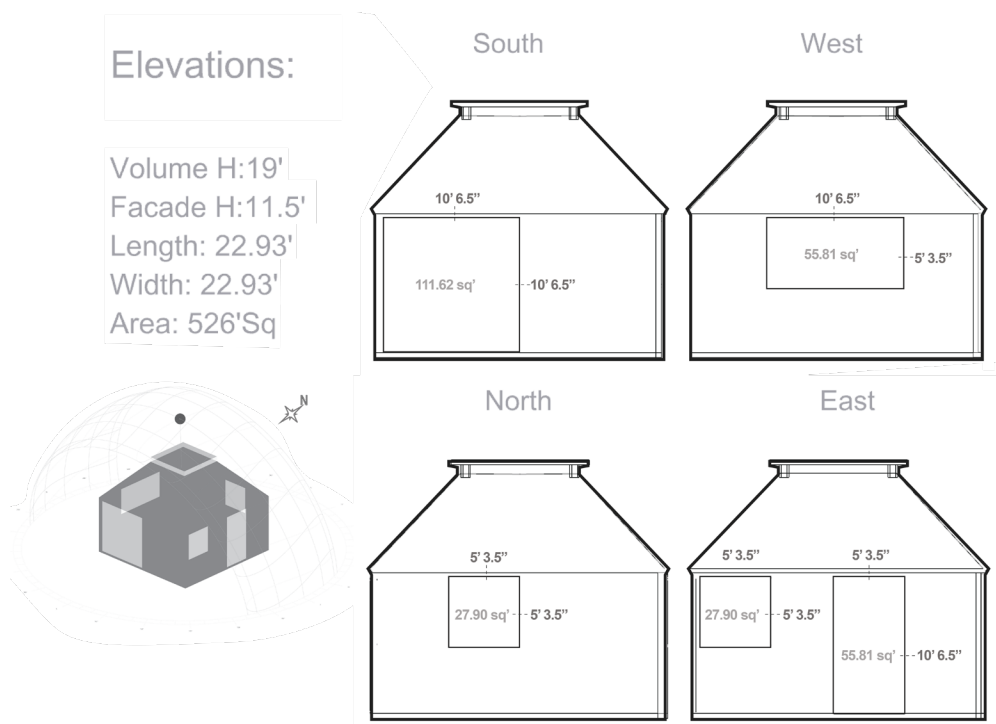 Elevations:
Volume H:19'
Facade H:11.5'
Length: 22.93'
Width: 22.93'
Area: 526'Sq
N
South
10' 6.5”
111.62 sq'
10' 6.5”
West
10' 6.5”
55.81 sq'
5' 3.5”
North
5' 3.5”
27.90 sq'
5' 3.5”
East
5' 3.5”
5' 3.5”
27.90 sq'
5' 3.5”
55.81 sq'
10' 6.5”